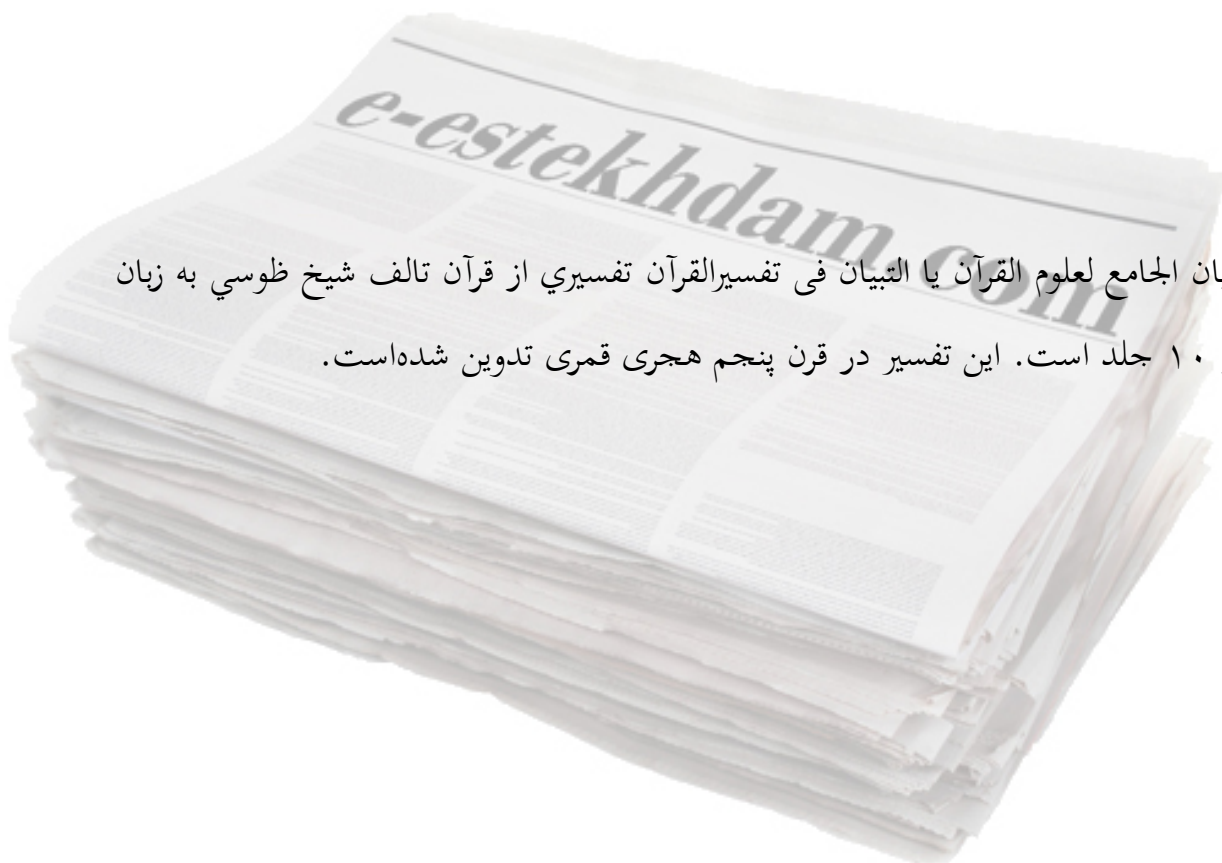 e-estekhdam.com
الجامع لعلوم القرآن یا التبیان فی تفسیرالقرآن تفسیري از قرآن تالف شیخ ظوسي به زبان
۱۰ جلد است. این تفسیر در قرن پنجم هجری قمری تدوین شده‌است.